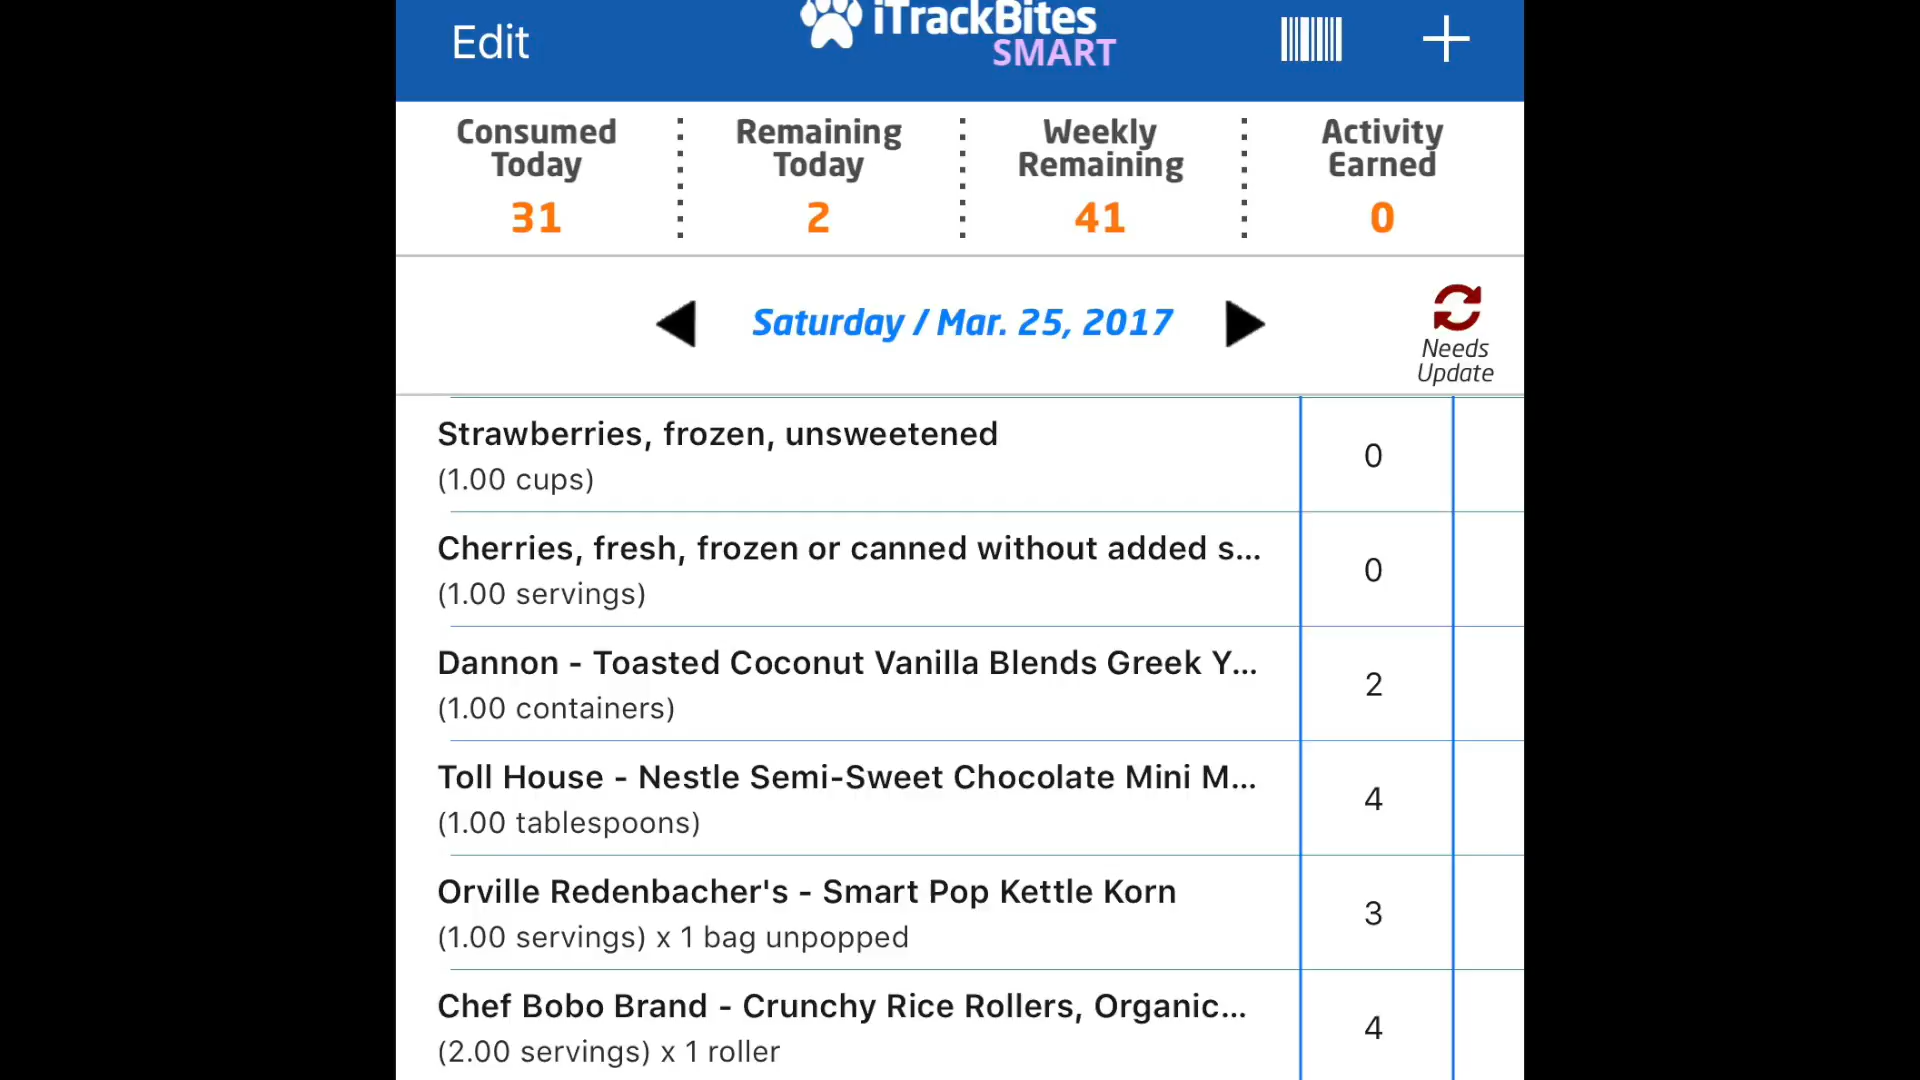 Edit
iTrackBites
SMART
Consumed Today
31
Remaining Today
2
Weekly Remaining
41
Activity Earned
0
Saturday / Mar. 25, 2017
Needs Update
Strawberries, frozen, unsweetened
(1.00 cups)
0
Cherries, fresh, frozen or canned without added s...
(1.00 servings)
0
Dannon - Toasted Coconut Vanilla Blends Greek Y...
(1.00 containers)
2
Toll House - Nestle Semi-Sweet Chocolate Mini M...
(1.00 tablespoons)
4
Orville Redenbacher's - Smart Pop Kettle Korn
(1.00 servings) x 1 bag unpopped
3
Chef Bobo Brand - Crunchy Rice Rollers, Organic...
(2.00 servings) x 1 roller
4